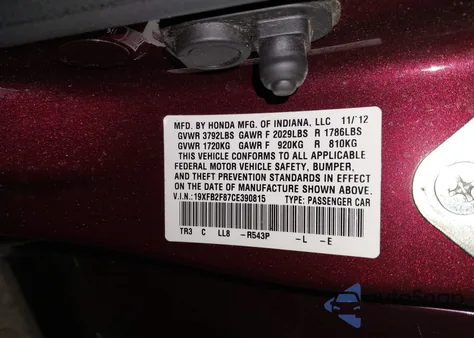 MFD. BY HONDA MFG. OF INDIANA, LLC 11/'12
GVWR 3792LBS GAWR F 2029LBS R 1786LBS
GVWR 1720KG GAWR F 920KG R 810KG
THIS VEHICLE CONFORMS TO ALL APPLICABLE
FEDERAL MOTOR VEHICLE SAFETY, BUMPER,
AND THEFT PREVENTION STANDARDS IN EFFECT
ON THE DATE OF MANUFACTURE SHOWN ABOVE.
V.I.N.: 19XFB2F87CE390815 TYPE: PASSENGER CAR
TR3 C LL8 -R543P -L -E
autoSnap